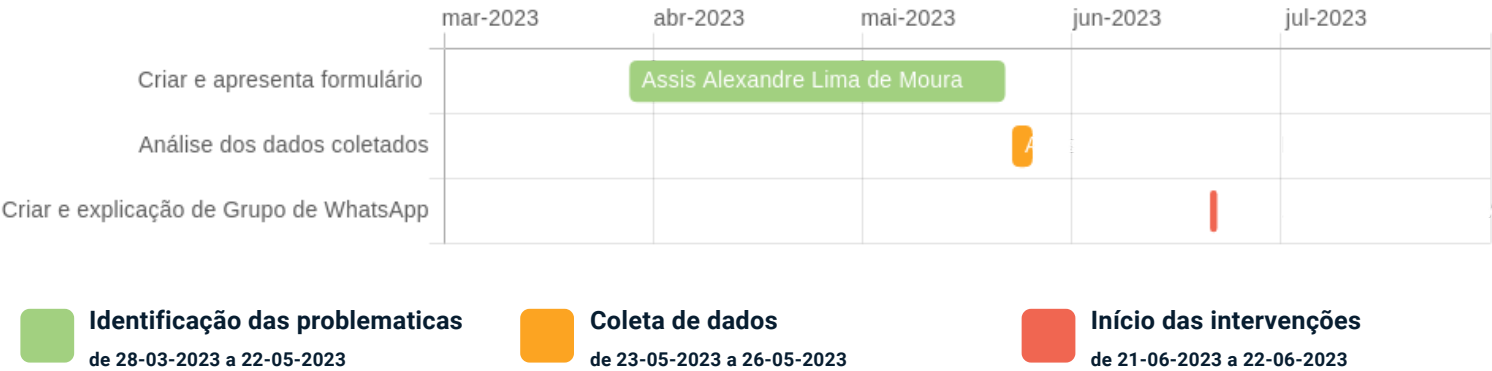 mar-2023 abr-2023 mai-2023 jun-2023 jul-2023
Criar e apresenta formulário Assis Alexandre Lima de Moura
Análise dos dados coletados
Criar e explicação de Grupo de WhatsApp
Identificação das problematicas Coleta de dados Início das intervenções
de 28-03-2023 a 22-05-2023 de 23-05-2023 a 26-05-2023 de 21-06-2023 a 22-06-2023